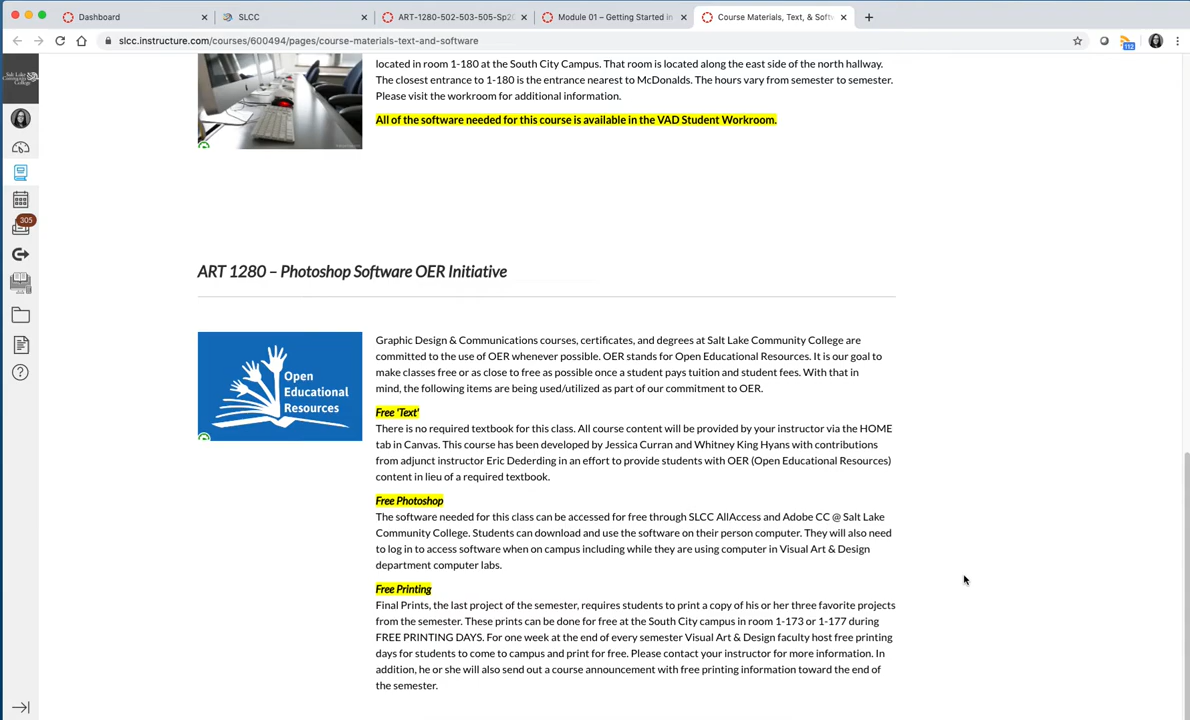 Dashboard
SLCC
ART-1280-502-503-505-Sp2
Module 01 – Getting Started in
Course Materials, Text, & Soft
slcc.instructure.com/courses/600494/pages/course-materials-text-and-software
112
Salt Lake
Community
College
305
located in room 1-180 at the South City Campus. That room is located along the east side of the north hallway.
The closest entrance to 1-180 is the entrance nearest to McDonalds. The hours vary from semester to semester.
Please visit the workroom for additional information.
All of the software needed for this course is available in the VAD Student Workroom.
ART 1280 – Photoshop Software OER Initiative
Open
Educational
Resources
Graphic Design & Communications courses, certificates, and degrees at Salt Lake Community College are
committed to the use of OER whenever possible. OER stands for Open Educational Resources. It is our goal to
make classes free or as close to free as possible once a student pays tuition and student fees. With that in
mind, the following items are being used/utilized as part of our commitment to OER.
Free 'Text'
There is no required textbook for this class. All course content will be provided by your instructor via the HOME
tab in Canvas. This course has been developed by Jessica Curran and Whitney King Hyans with contributions
from adjunct instructor Eric Dederding in an effort to provide students with OER (Open Educational Resources)
content in lieu of a required textbook.
Free Photoshop
The software needed for this class can be accessed for free through SLCC AllAccess and Adobe CC @ Salt Lake
Community College. Students can download and use the software on their person computer. They will also need
to log in to access software when on campus including while they are using computer in Visual Art & Design
department computer labs.
Free Printing
Final Prints, the last project of the semester, requires students to print a copy of his or her three favorite projects
from the semester. These prints can be done for free at the South City campus in room 1-173 or 1-177 during
FREE PRINTING DAYS. For one week at the end of every semester Visual Art & Design faculty host free printing
days for students to come to campus and print for free. Please contact your instructor for more information. In
addition, he or she will also send out a course announcement with free printing information toward the end of
the semester.